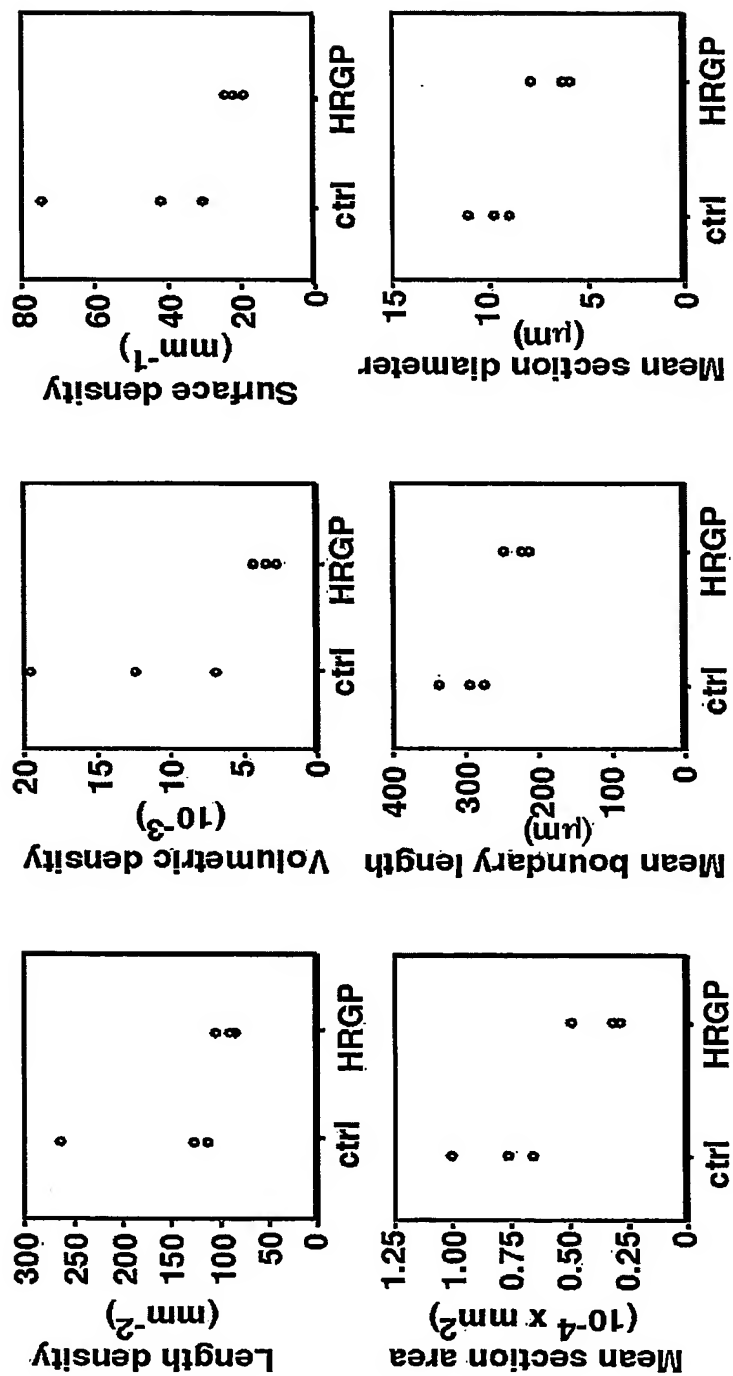 Length density
(mm-2)
300
250
200
150
100
50
0
ctrl HRGP
Volumetric density
(10-3)
20
15
10
5
0
ctrl HRGP
Surface density
(mm-1)
80
60
40
20
0
ctrl HRGP
Mean section area
(10-4 x mm2)
1.25
1.00
0.75
0.50
0.25
0
ctrl HRGP
Mean boundary length
(µm)
400
300
200
100
0
ctrl HRGP
Mean section diameter
(µm)
15
10
5
0
ctrl HRGP